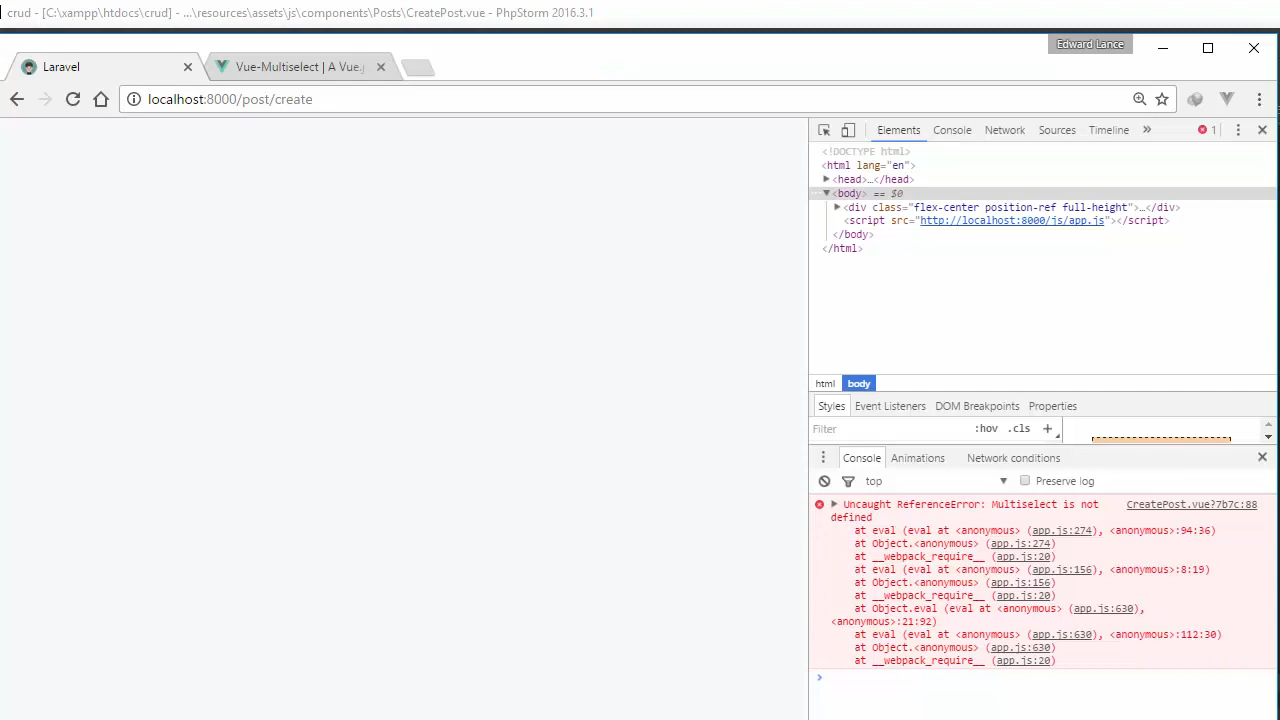 crud - [C:\xampp\htdocs\crud] - ...\resources\assets\js\components\Posts\CreatePost.vue - PhpStorm 2016.3.1
Edward Lance
Laravel
Vue-Multiselect | A Vue.j
localhost:8000/post/create
Elements Console Network Sources Timeline » 1
<!DOCTYPE html>
<html lang="en">
<head>…</head>
<body> == $0
<div class="flex-center position-ref full-height">…</div>
<script src="http://localhost:8000/js/app.js"></script>
</body>
</html>
html body
Styles Event Listeners DOM Breakpoints Properties
Filter :hov .cls +
Console Animations Network conditions
top Preserve log
Uncaught ReferenceError: Multiselect is not CreatePost.vue?7b7c:88
defined
at eval (eval at <anonymous> (app.js:274), <anonymous>:94:36)
at Object.<anonymous> (app.js:274)
at __webpack_require__ (app.js:20)
at eval (eval at <anonymous> (app.js:156), <anonymous>:8:19)
at Object.<anonymous> (app.js:156)
at __webpack_require__ (app.js:20)
at Object.eval (eval at <anonymous> (app.js:630),
<anonymous>:21:92)
at eval (eval at <anonymous> (app.js:630), <anonymous>:112:30)
at Object.<anonymous> (app.js:630)
at __webpack_require__ (app.js:20)